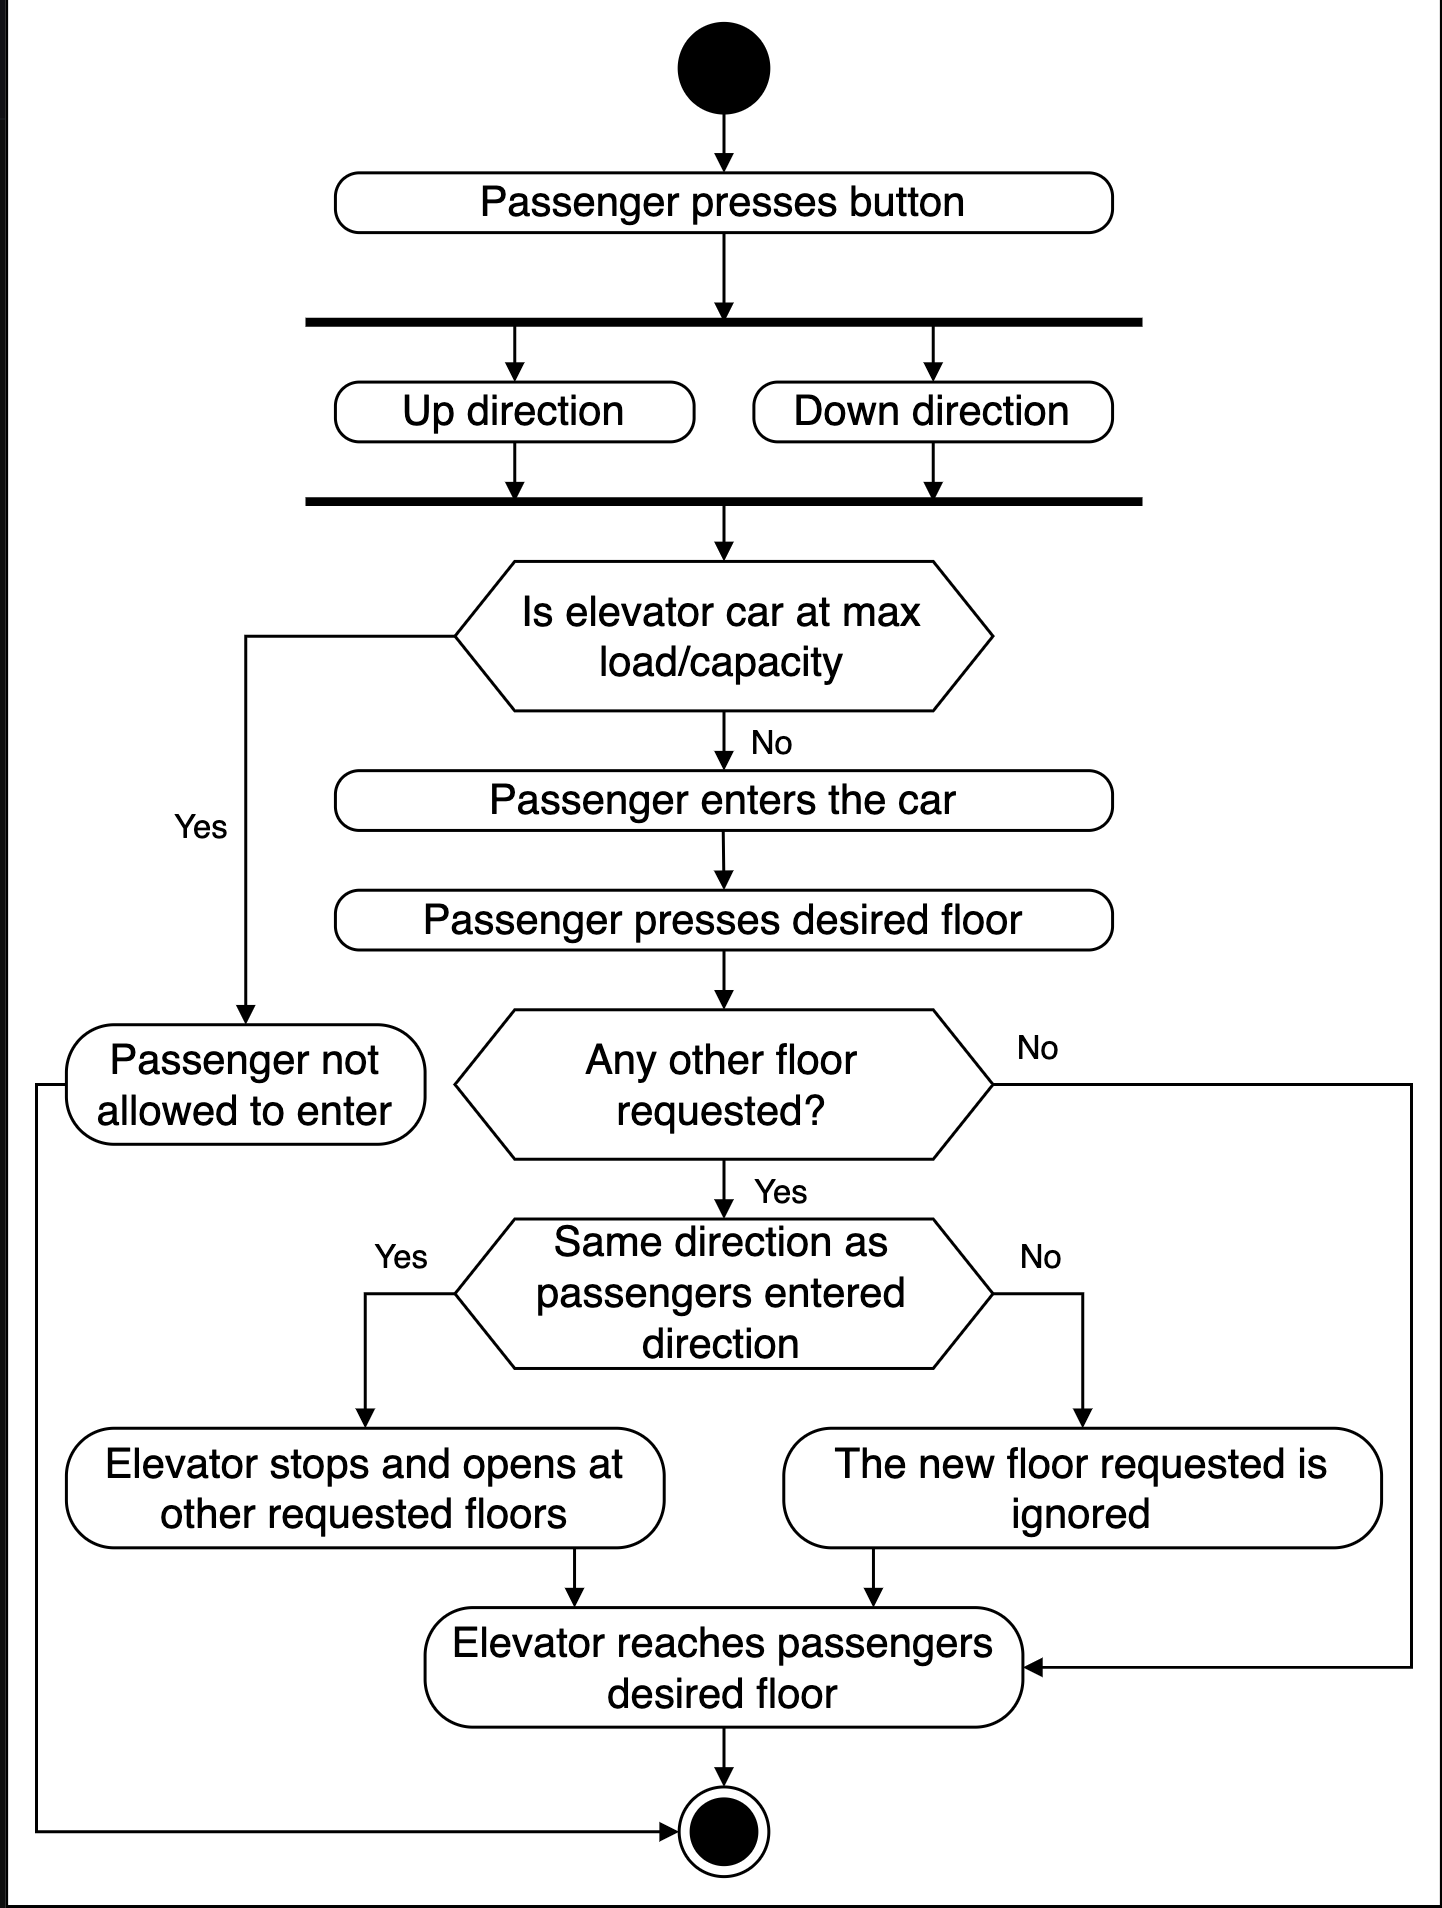 Passenger presses button
Up direction
Down direction
Is elevator car at max
load/capacity
No
Passenger enters the car
Yes
Passenger presses desired floor
Passenger not
allowed to enter
Any other floor
requested?
No
Yes
Same direction as
passengers entered
direction
Yes
No
Elevator stops and opens at
other requested floors
The new floor requested is
ignored
Elevator reaches passengers
desired floor